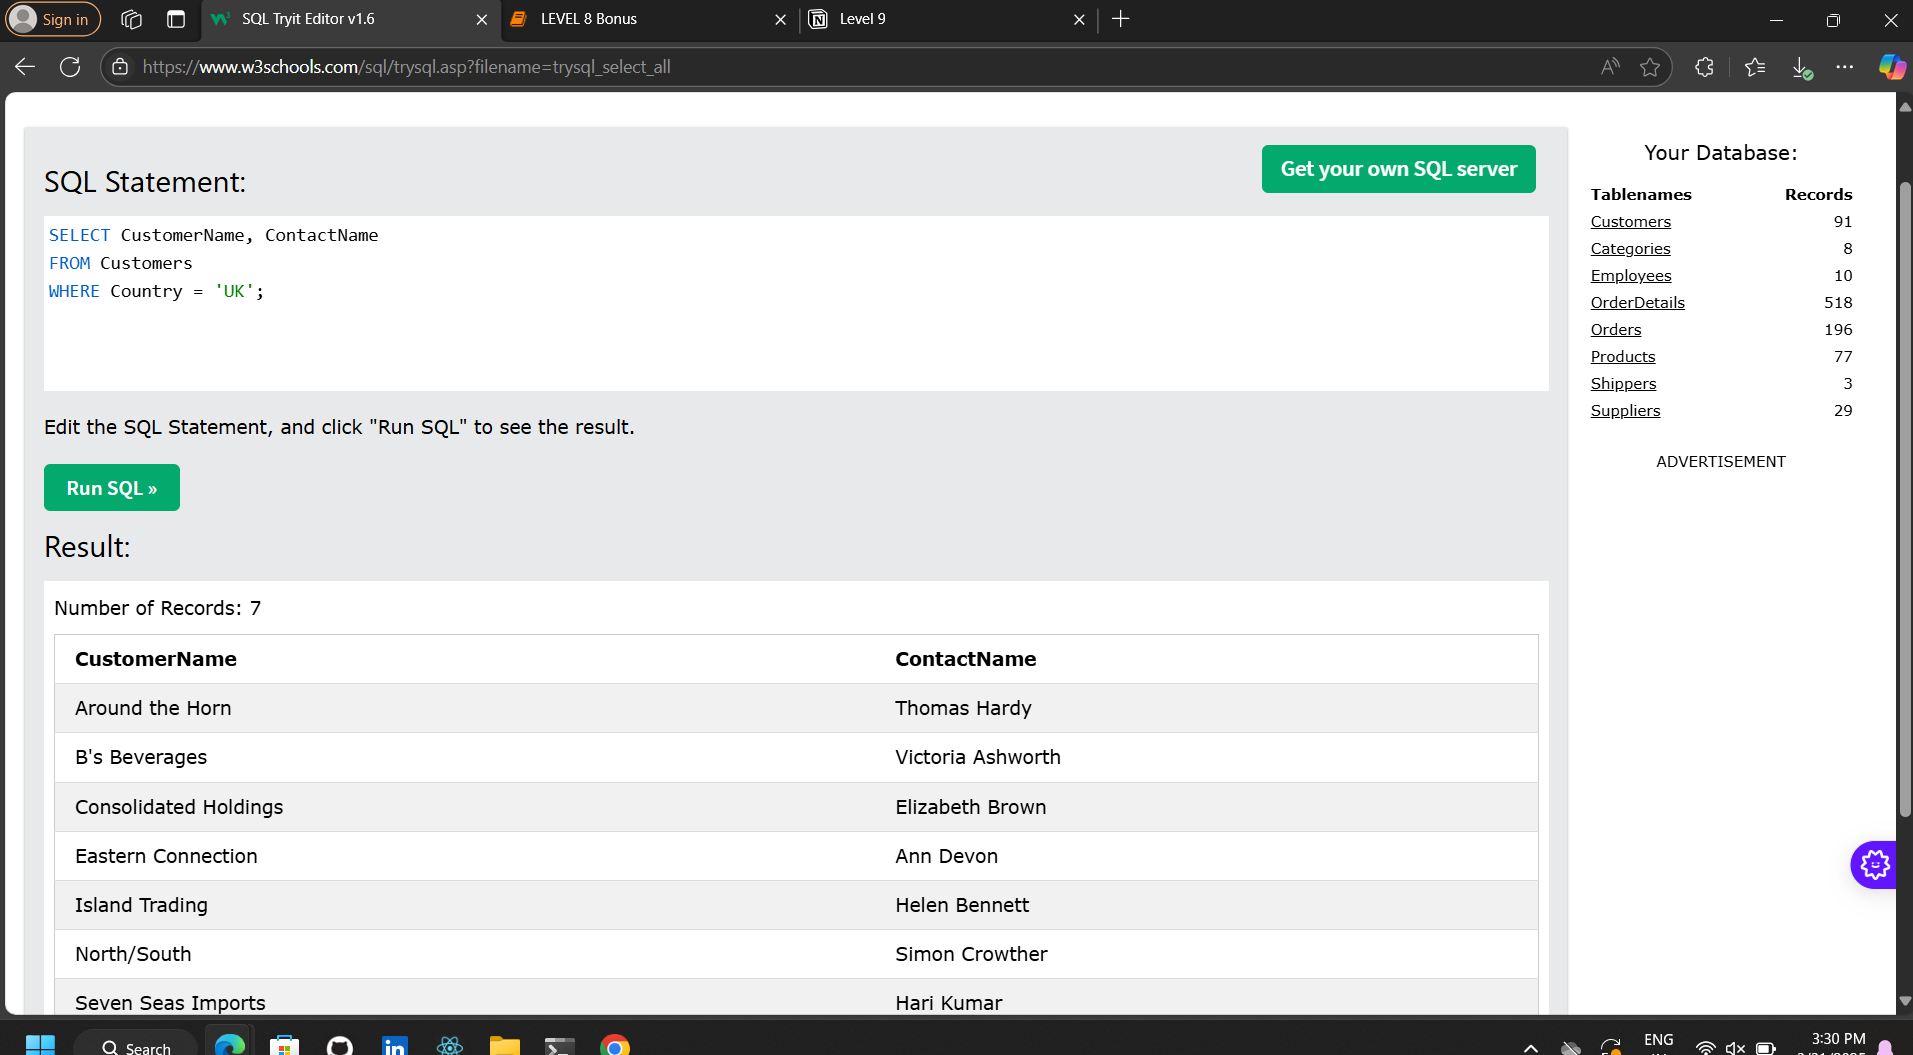 Sign in
SQL Tryit Editor v1.6
LEVEL 8 Bonus
Level 9
https://www.w3schools.com/sql/trysql.asp?filename=trysql_select_all
SQL Statement:
Get your own SQL server
SELECT CustomerName, ContactName
FROM Customers
WHERE Country = 'UK';
Edit the SQL Statement, and click "Run SQL" to see the result.
Run SQL »
Result:
Number of Records: 7
CustomerName ContactName
Around the Horn Thomas Hardy
B's Beverages Victoria Ashworth
Consolidated Holdings Elizabeth Brown
Eastern Connection Ann Devon
Island Trading Helen Bennett
North/South Simon Crowther
Seven Seas Imports Hari Kumar
Your Database:
Tablenames Records
Customers 91
Categories 8
Employees 10
OrderDetails 518
Orders 196
Products 77
Shippers 3
Suppliers 29
ADVERTISEMENT
Search
ENG
3:30 PM